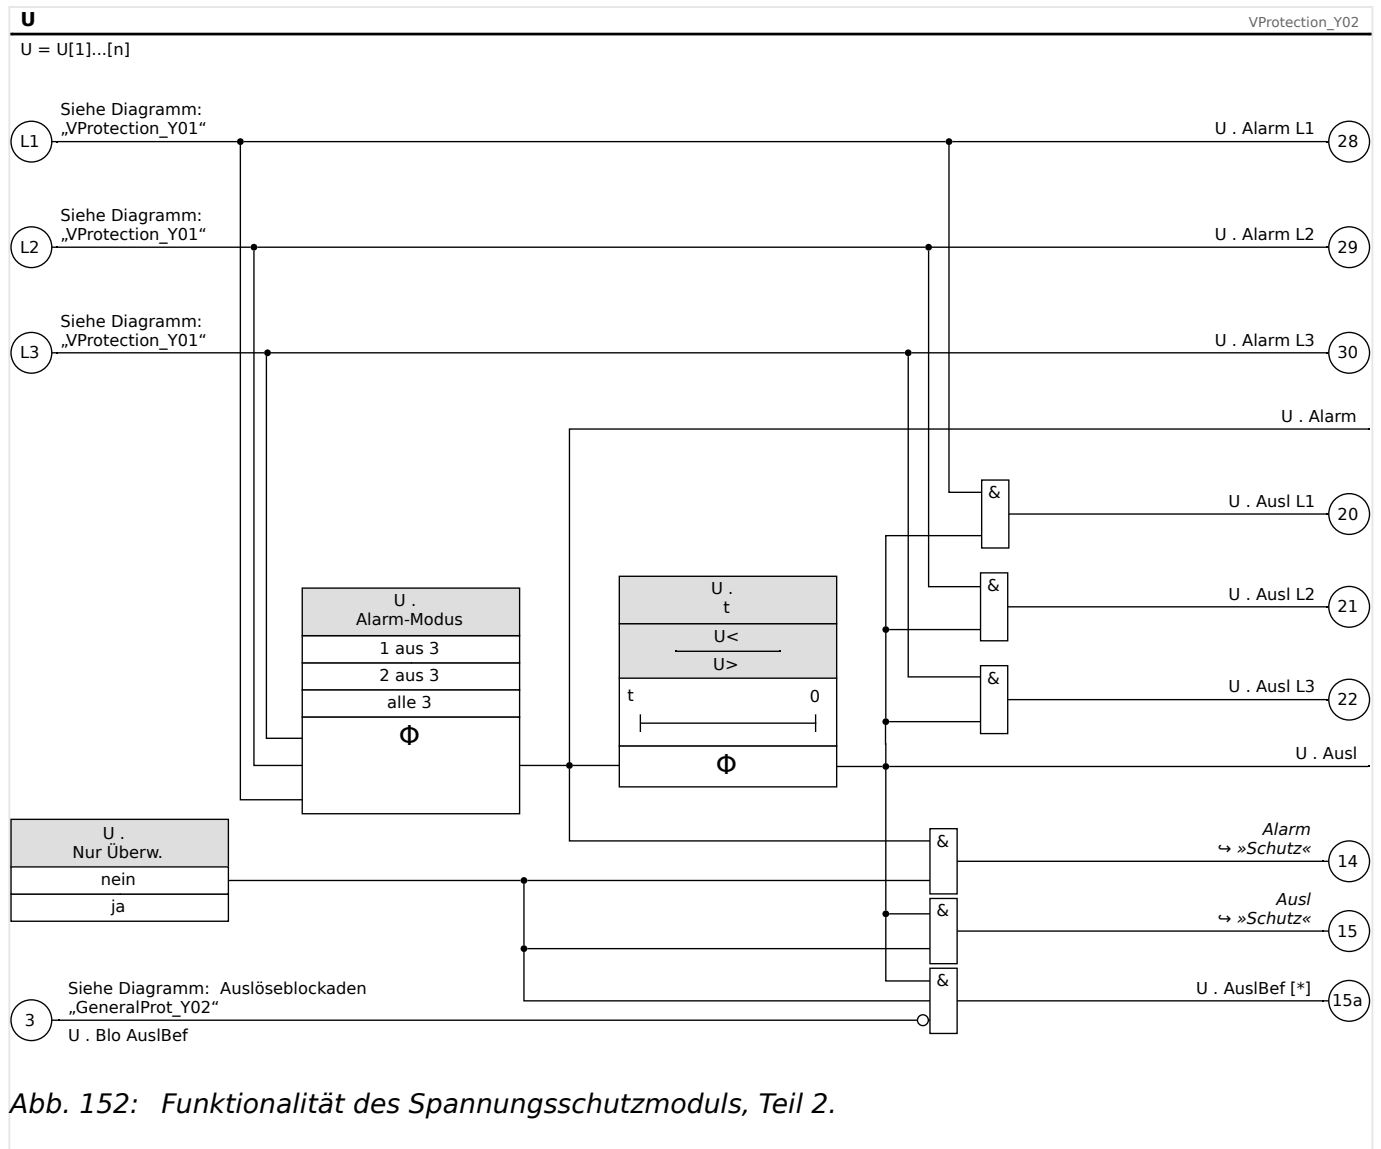 U
VProtection_Y02
U = U[1]...[n]
Siehe Diagramm:
„VProtection_Y01“
L1
U . Alarm L1
28
Siehe Diagramm:
„VProtection_Y01“
L2
U . Alarm L2
29
Siehe Diagramm:
„VProtection_Y01“
L3
U . Alarm L3
30
U . Alarm
&
U . Ausl L1
20
&
U . Ausl L2
21
&
U . Ausl L3
22
U .
Alarm-Modus
1 aus 3
2 aus 3
alle 3
Φ
U .
t
U<
U>
t 0
Φ
U . Ausl
U .
Nur Überw.
nein
ja
&
Alarm
↪ »Schutz«
14
&
Ausl
↪ »Schutz«
15
&
U . AuslBef [*]
15a
Siehe Diagramm: Auslöseblockaden
„GeneralProt_Y02“
3
U . Blo AuslBef
Abb. 152: Funktionalität des Spannungsschutzmoduls, Teil 2.